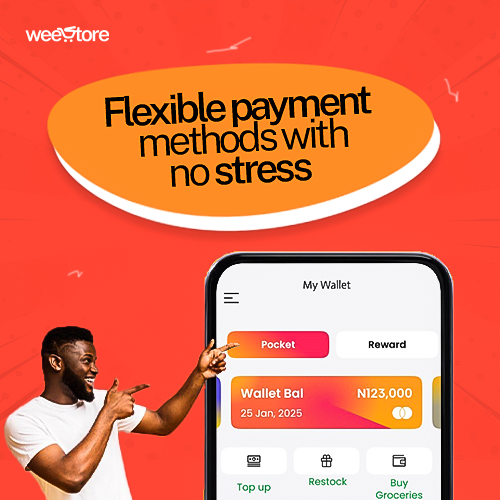 weeStore
Flexible payment
methods with
no stress
My Wallet
Pocket
Reward
Wallet Bal
N123,000
25 Jan, 2025
Top up
Restock
Buy
Groceries